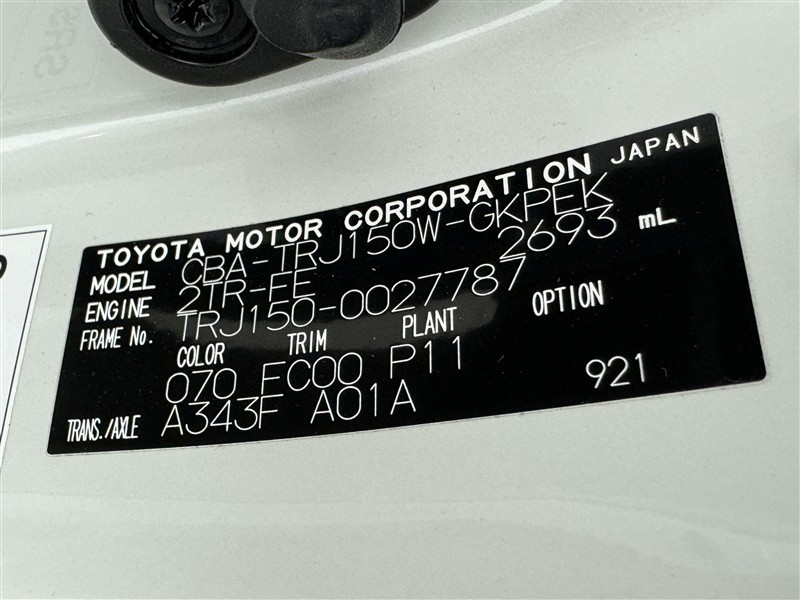 TOYOTA MOTOR CORPORATION JAPAN
MODEL CBA-TRJ150W-GKPEK
ENGINE 2TR-FE 2693 mL
FRAME No. TRJ150-0027787
COLOR TRIM PLANT OPTION
070 FC00 P11
TRANS./AXLE A343F A01A 921